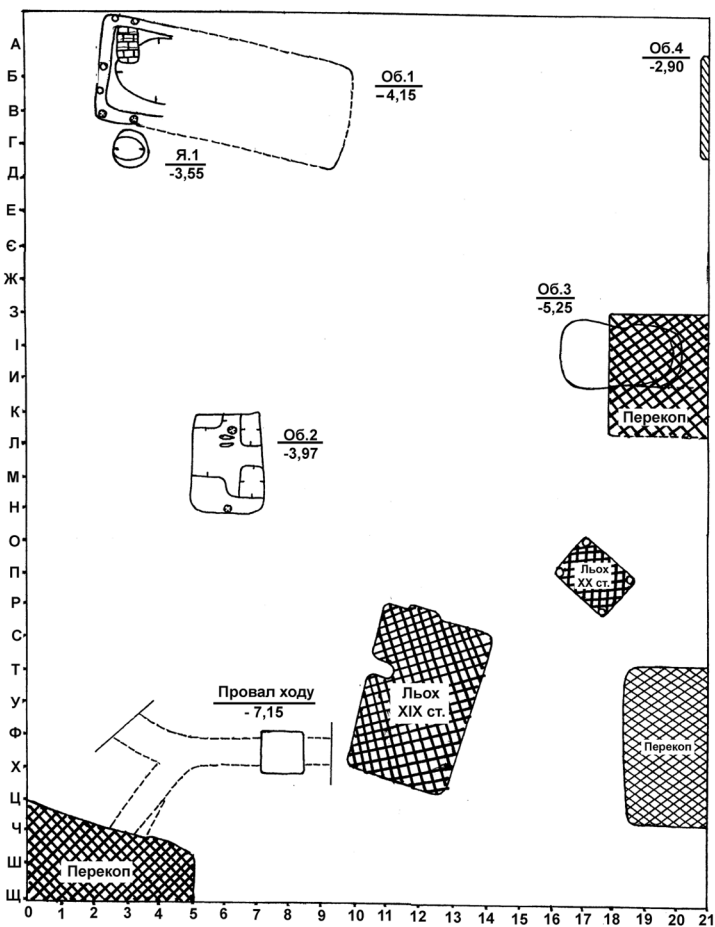 А
Об.4
-2,90
Б
Об.1
– 4,15
В
Г
Я.1
-3,55
Д
Е
Є
Ж
Об.3
-5,25
З
І
И
К
Перекоп
Об.2
-3,97
Л
М
Н
О
П
Льох
ХХ ст.
Р
С
Т
У
Провал ходу
- 7,15
Льох
ХІХ ст.
Ф
Х
Перекоп
Ц
Ч
Ш
Перекоп
Щ
0 1 2 3 4 5 6 7 8 9 10 11 12 13 14 15 16 17 18 19 20 21